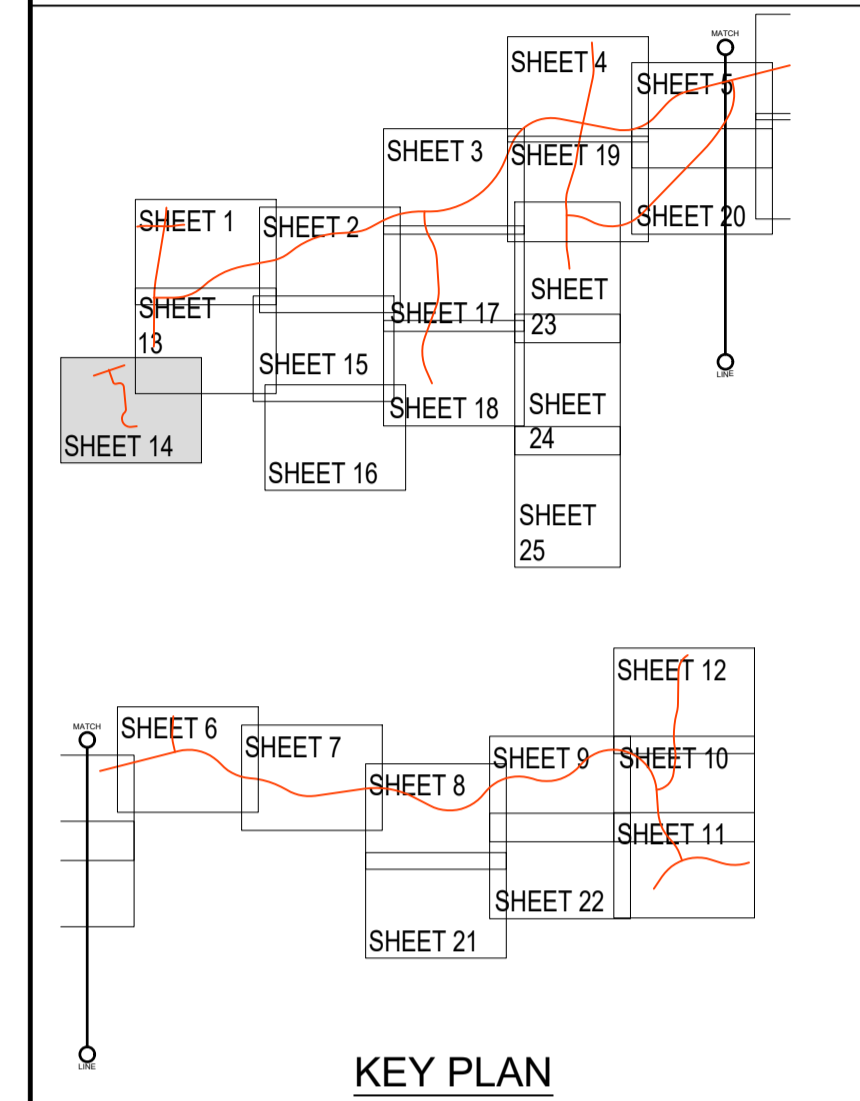 MATCH
SHEET 4
SHEET 5
SHEET 3
SHEET 19
SHEET 1
SHEET 2
SHEET 20
SHEET
13
SHEET 17
SHEET
23
SHEET 15
LINE
SHEET 14
SHEET 18
SHEET
24
SHEET 16
SHEET
25
SHEET 12
MATCH
SHEET 6
SHEET 7
SHEET 9
SHEET 10
SHEET 8
SHEET 11
SHEET 22
SHEET 21
LINE
KEY PLAN